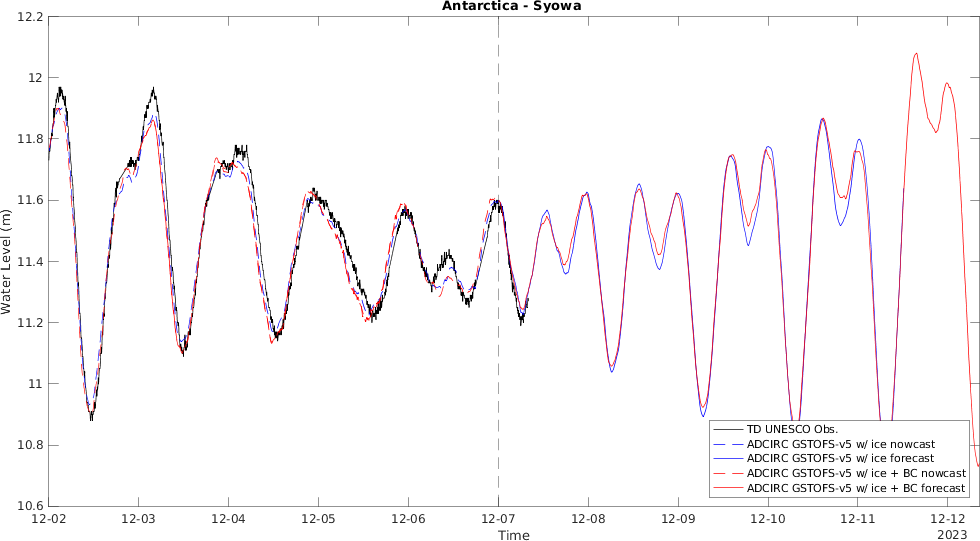 Antarctica - Syowa
Water Level (m)
12.2
12
11.8
11.6
11.4
11.2
11
10.8
10.6
12-02 12-03 12-04 12-05 12-06 12-07 12-08 12-09 12-10 12-11 12-12
2023
Time
TD UNESCO Obs.
ADCIRC GSTOFS-v5 w/ ice nowcast
ADCIRC GSTOFS-v5 w/ ice forecast
ADCIRC GSTOFS-v5 w/ ice + BC nowcast
ADCIRC GSTOFS-v5 w/ ice + BC forecast